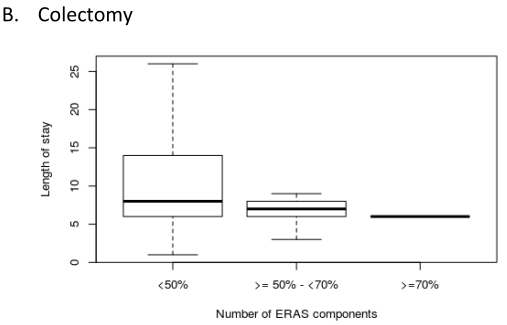 B. Colectomy
Length of stay
25
20
15
10
5
0
<50%
>= 50% - <70%
>=70%
Number of ERAS components